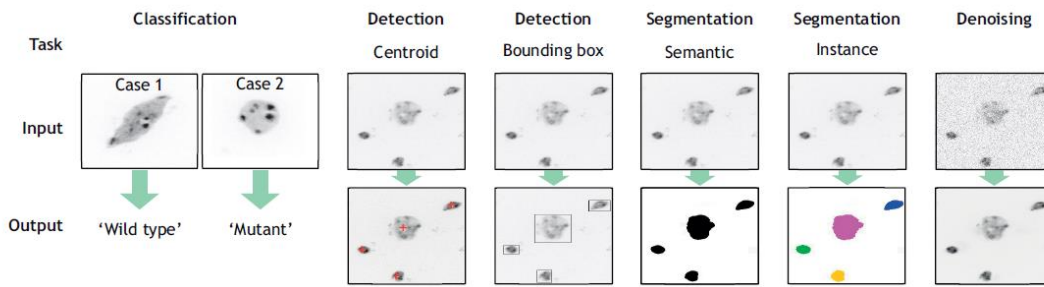 Classification Detection Detection Segmentation Segmentation Denoising
Task Centroid Bounding box Semantic Instance
Case 1 Case 2
Input
Output ‘Wild type’ ‘Mutant’